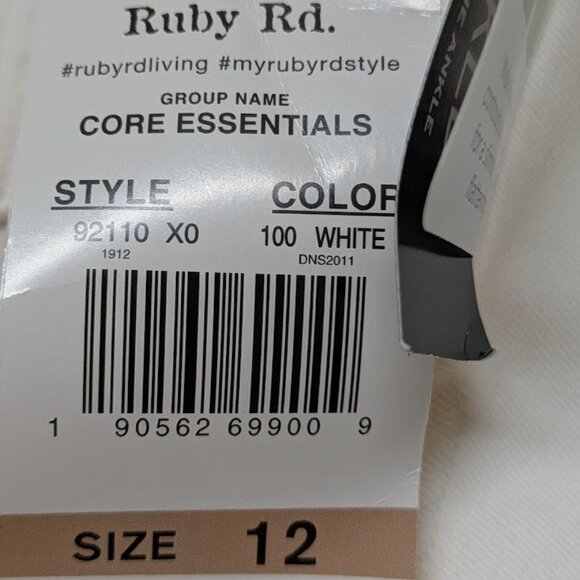 Ruby Rd.
#rubyrdliving #myrubyrdstyle
GROUP NAME
CORE ESSENTIALS
STYLE COLOR
92110 X0 100 WHITE
1912 DNS2011
1 90562 69900 9
SIZE 12
ANKLE